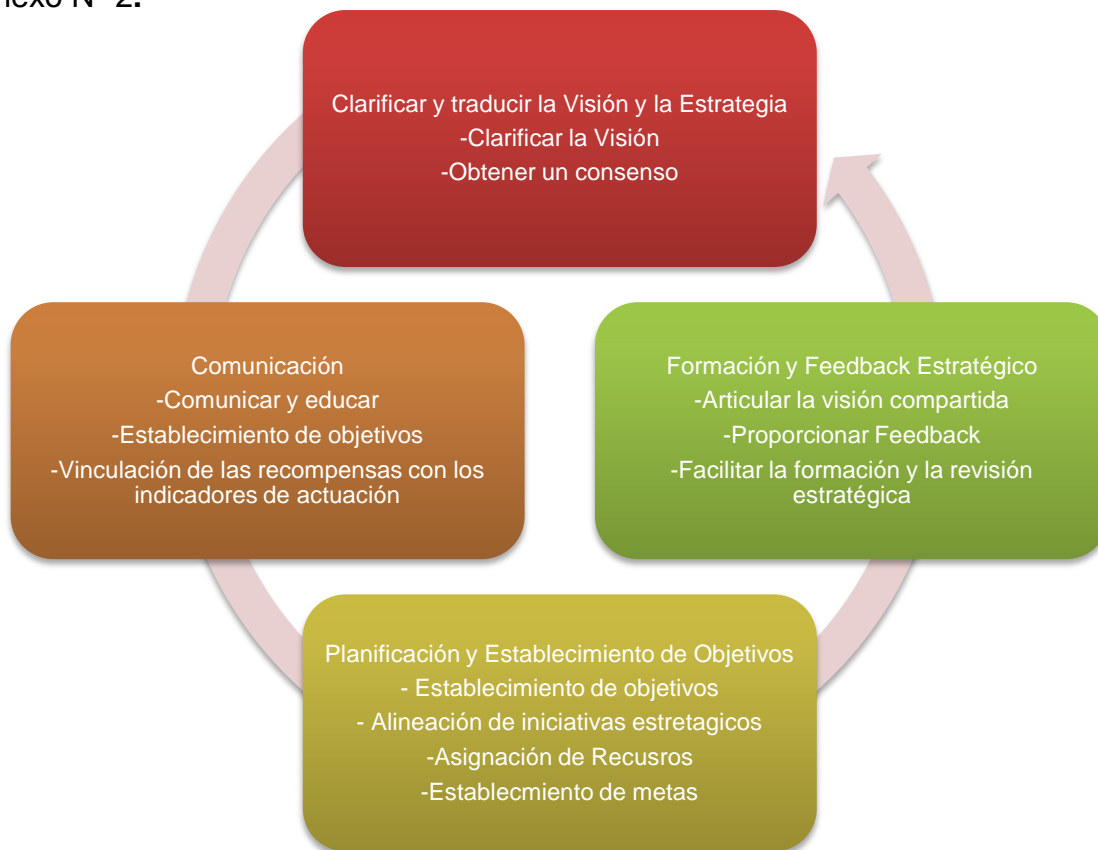 nexo N° 2.
Clarificar y traducir la Visión y la Estrategia
-Clarificar la Visión
-Obtener un consenso
Comunicación
-Comunicar y educar
-Establecimiento de objetivos
-Vinculación de las recompensas con los
indicadores de actuación
Formación y Feedback Estratégico
-Articular la visión compartida
-Proporcionar Feedback
-Facilitar la formación y la revisión
estratégica
Planificación y Establecimiento de Objetivos
- Establecimiento de objetivos
- Alineación de iniciativas estretagicos
-Asignación de Recusros
-Establecmiento de metas